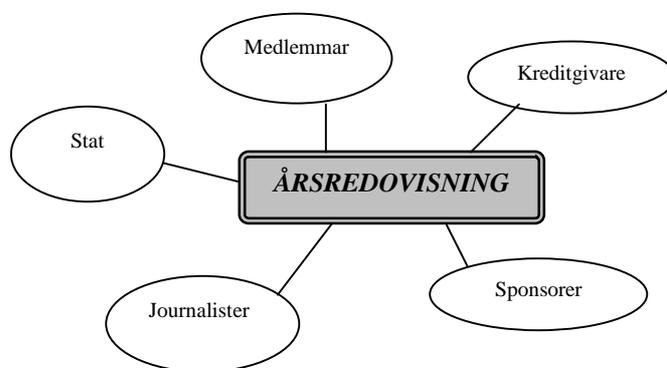 Medlemmar
Kreditgivare
Stat
ÅRSREDOVISNING
Sponsorer
Journalister